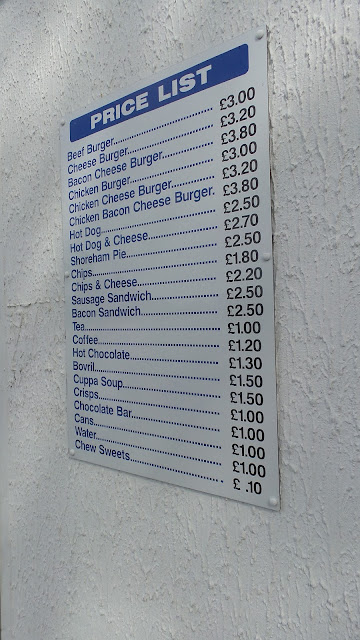 PRICE LIST
Beef Burger........................ £3.00
Cheese Burger........................ £3.20
Bacon Cheese Burger................ £3.80
Chicken Burger........................ £3.00
Chicken Cheese Burger............ £3.20
Chicken Bacon Cheese Burger. £3.80
Hot Dog................................ £2.50
Hot Dog & Cheese.................... £2.70
Shoreham Pie........................ £2.50
Chips.................................... £1.80
Chips & Cheese........................ £2.20
Sausage Sandwich.................... £2.50
Bacon Sandwich........................ £2.50
Tea........................................ £1.00
Coffee.................................... £1.20
Hot Chocolate........................ £1.30
Bovril.................................... £1.50
Cuppa Soup............................ £1.50
Crisps.................................... £1.00
Chocolate Bar........................ £1.00
Cans.................................... £1.00
Water.................................... £1.00
Chew Sweets........................ £ .10